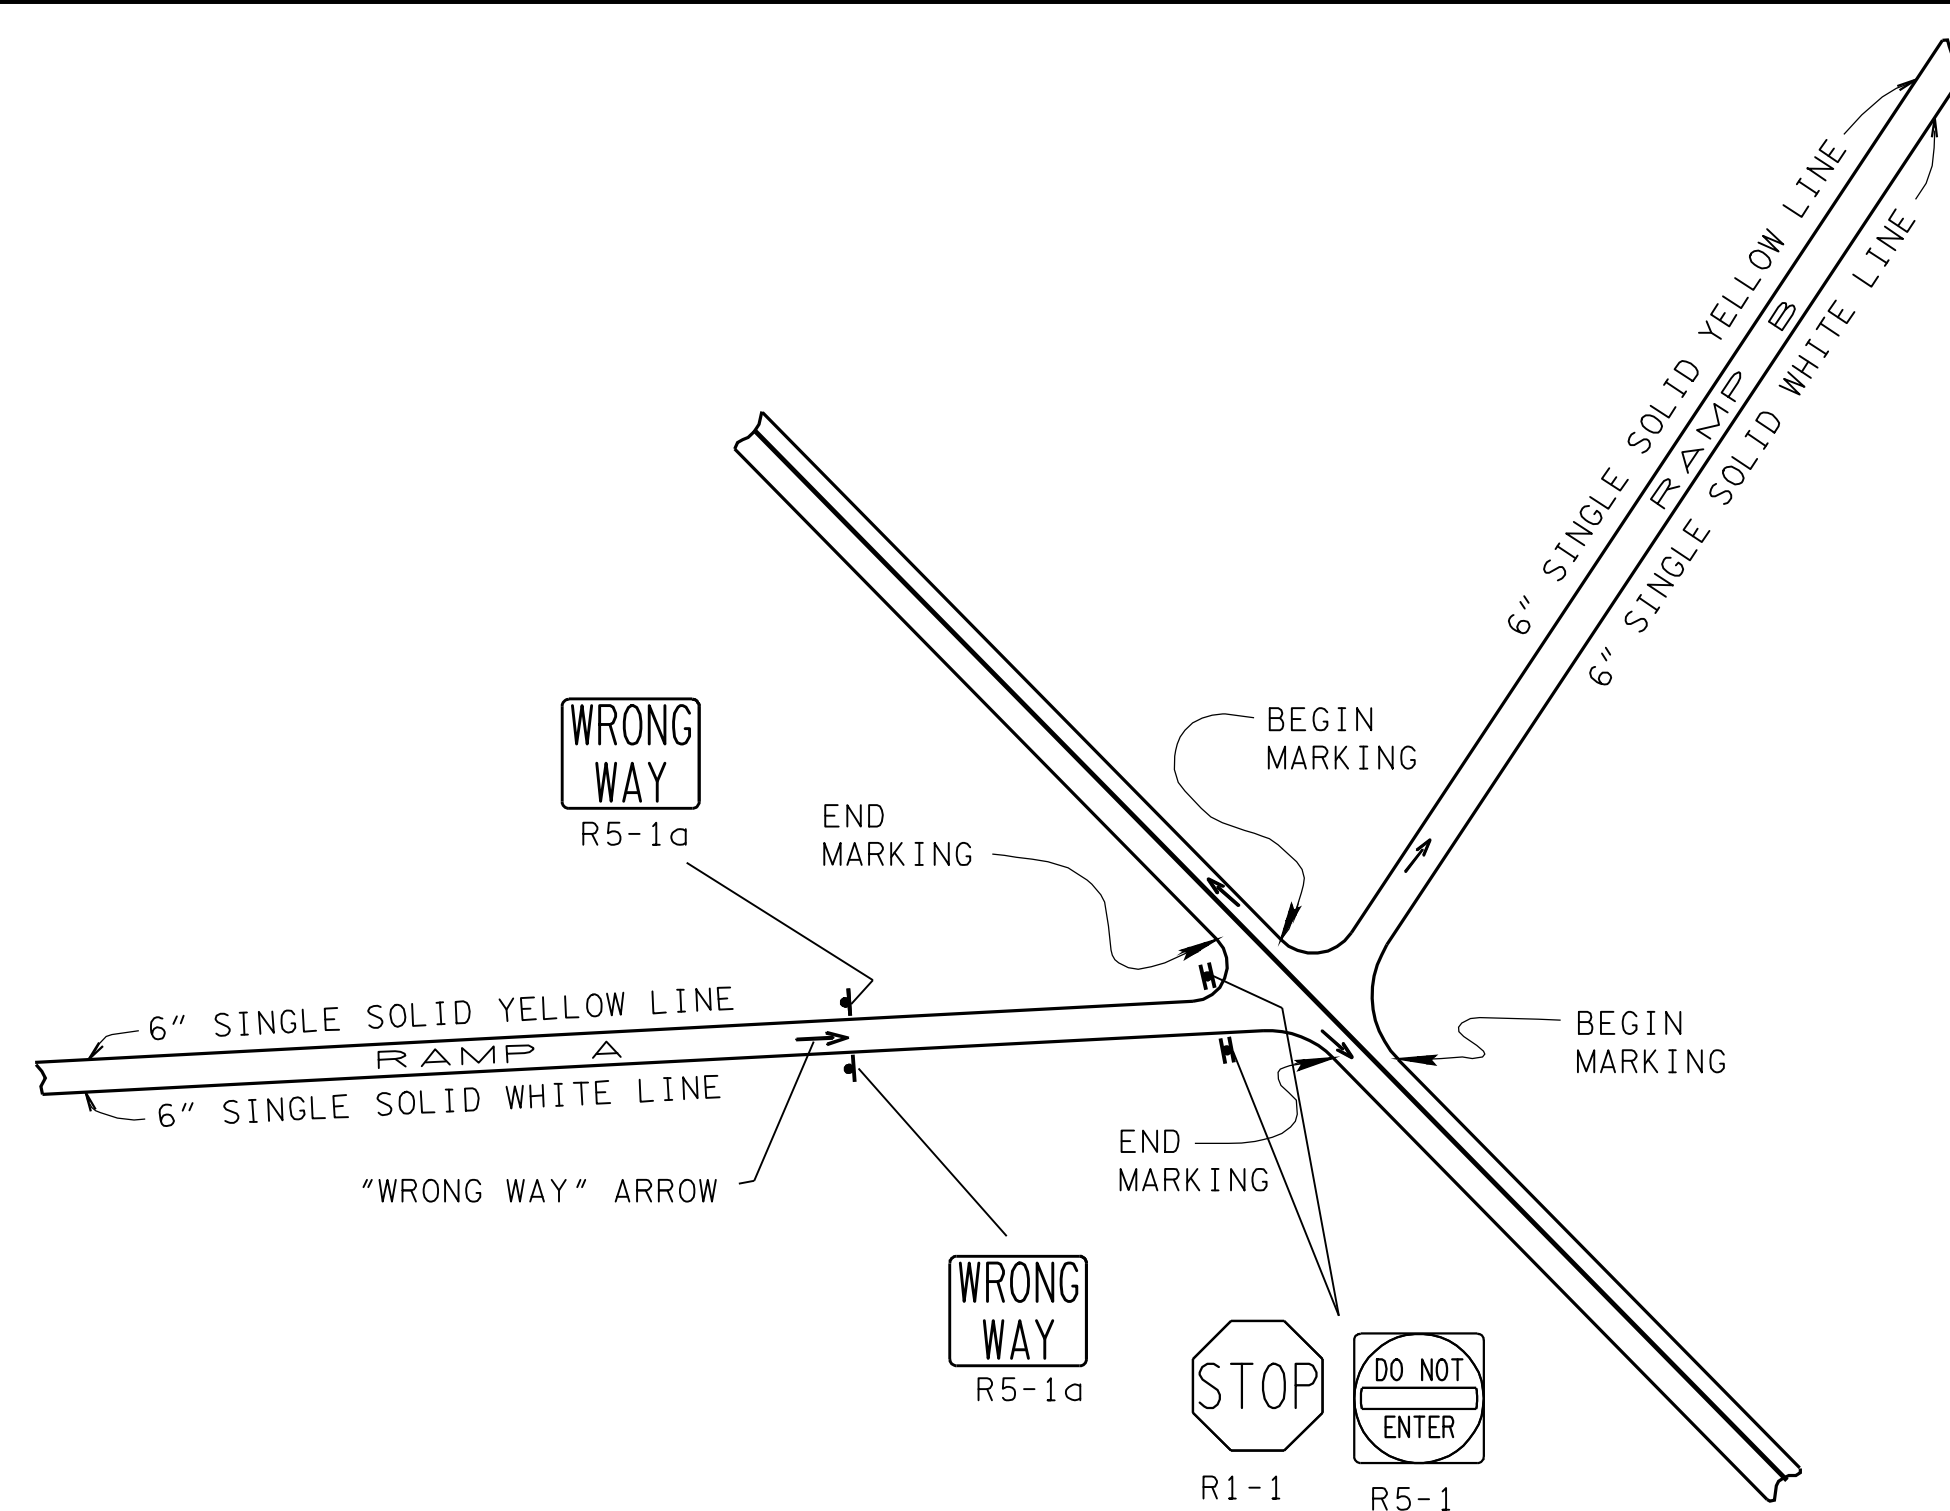 6" SINGLE SOLID YELLOW LINE
RAMP B
6" SINGLE SOLID WHITE LINE
WRONG
WAY
R5-1a
BEGIN
MARKING
END
MARKING
6" SINGLE SOLID YELLOW LINE
RAMP A
6" SINGLE SOLID WHITE LINE
BEGIN
MARKING
END
MARKING
"WRONG WAY" ARROW
WRONG
WAY
R5-1a
STOP
R1-1
DO NOT
ENTER
R5-1